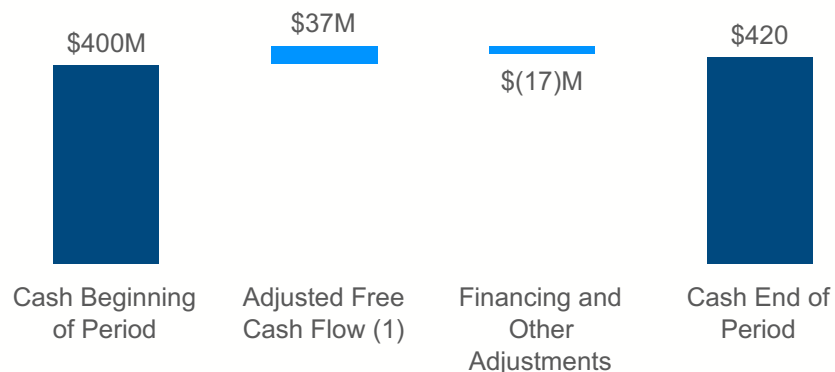 $400M
$37M
$(17)M
$420
Cash Beginning
of Period
Adjusted Free
Cash Flow (1)
Financing and
Other
Adjustments
Cash End of
Period